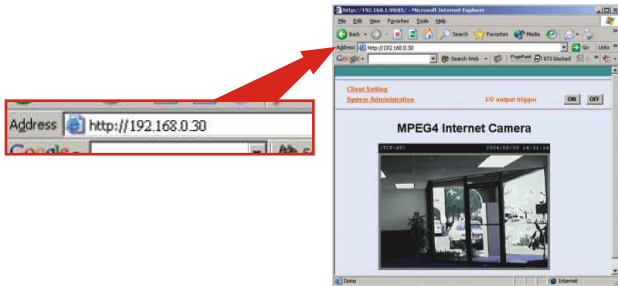 Address http://192.168.0.30
http://192.168.1.99:85/ - Microsoft Internet Explorer
File Edit View Favorites Tools Help
Back Search Favorites Media
Address http://192.168.0.30 Go Links
Google Search Web PageRank 1873 blocked
Client Setting
System Administration I/O output trigger ON OFF
MPEG4 Internet Camera
(TCP-AV) 2004/08/09 14:31:14
Done Internet